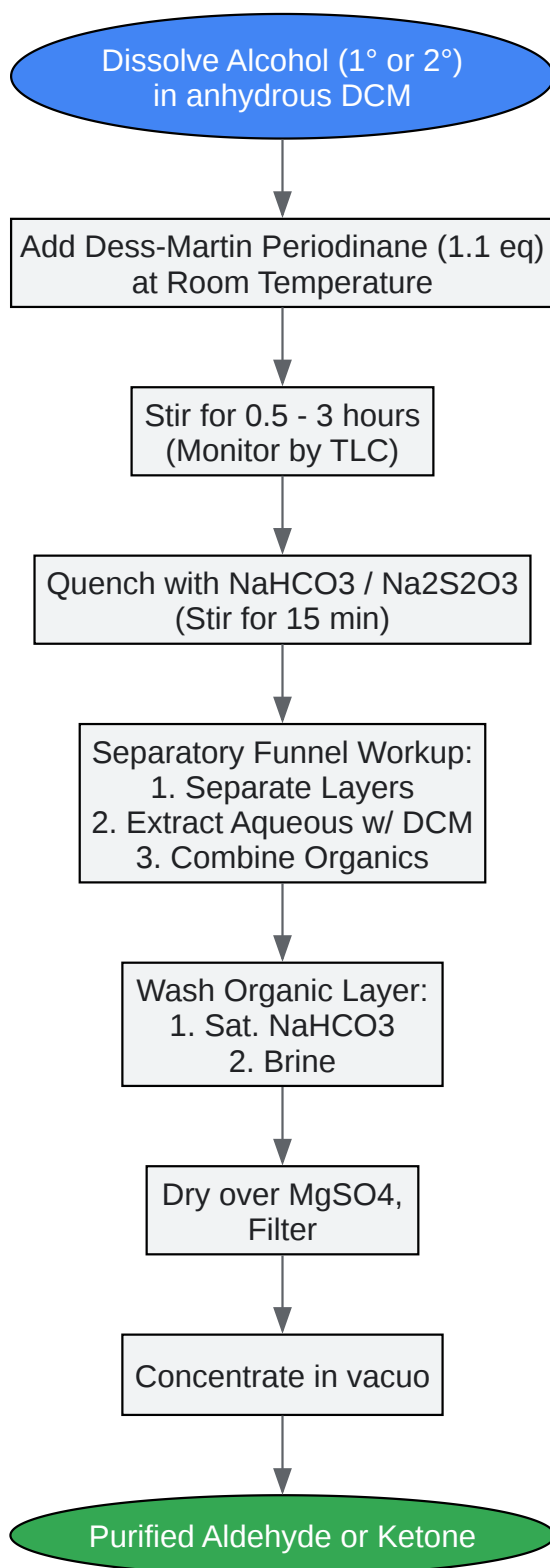 Dissolve Alcohol (1° or 2°)
in anhydrous DCM
Add Dess-Martin Periodinane (1.1 eq)
at Room Temperature
Stir for 0.5 - 3 hours
(Monitor by TLC)
Quench with NaHCO3 / Na2S2O3
(Stir for 15 min)
Separatory Funnel Workup:
1. Separate Layers
2. Extract Aqueous w/ DCM
3. Combine Organics
Wash Organic Layer:
1. Sat. NaHCO3
2. Brine
Dry over MgSO4,
Filter
Concentrate in vacuo
Purified Aldehyde or Ketone